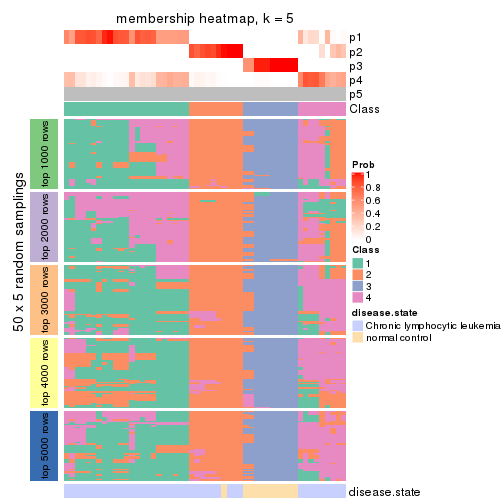 membership heatmap, k = 5
p1
p2
p3
p4
p5
Class
50 x 5 random samplings
top 1000 rows
top 2000 rows
top 3000 rows
top 4000 rows
top 5000 rows
disease.state
Prob
1
0.8
0.6
0.4
0.2
0
Class
1
2
3
4
disease.state
Chronic lymphocytic leukemia
normal control